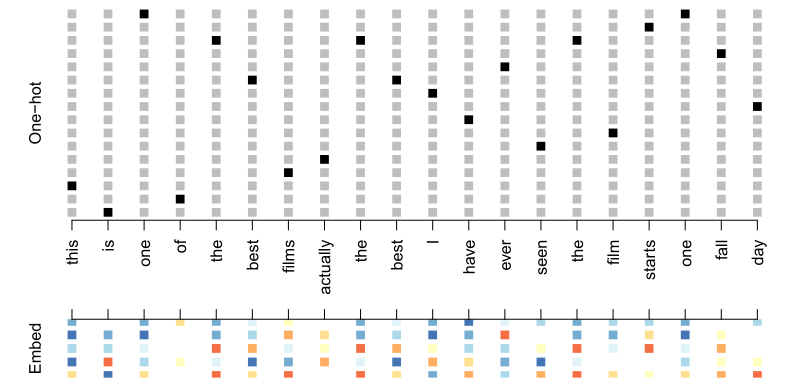 One-hot
this is one of the best films actually the best I have ever seen the film starts one fall day
Embed